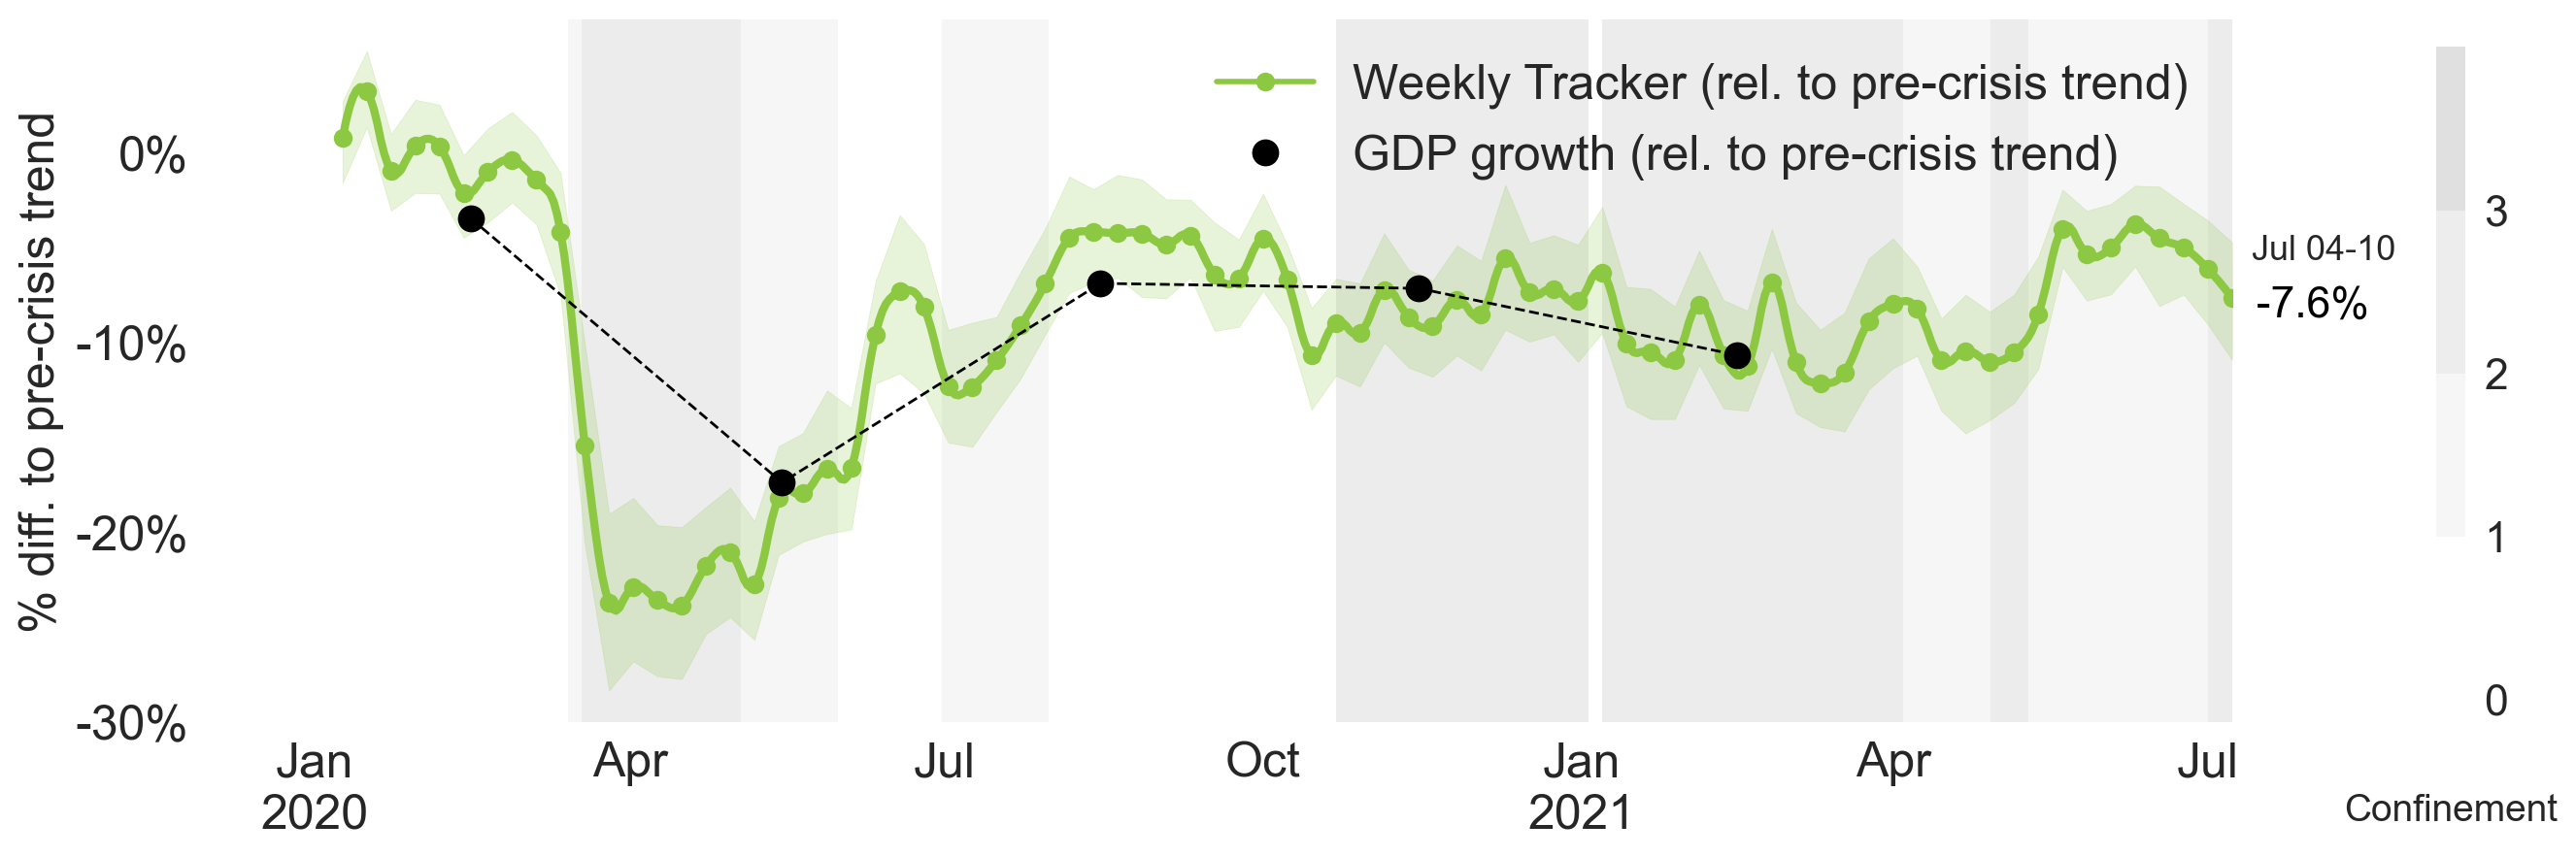 Weekly Tracker (rel. to pre-crisis trend)
GDP growth (rel. to pre-crisis trend)
% diff. to pre-crisis trend
0%
-10%
-20%
-30%
Jan
2020
Apr
Jul
Oct
Jan
2021
Apr
Jul
Jul 04-10
-7.6%
3
2
1
0
Confinement